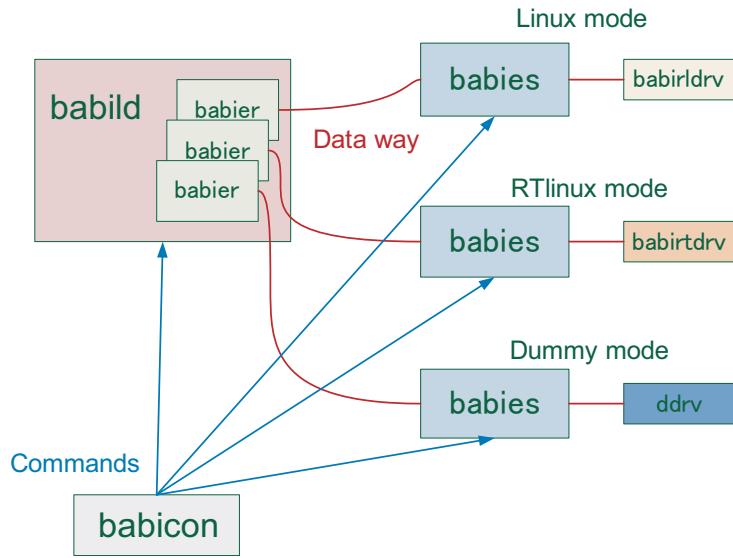 Linux mode
babild
babier
babies
babirldrv
Data way
babier
babier
RTlinux mode
babies
babirtdrv
Dummy mode
babies
ddrv
Commands
babicon